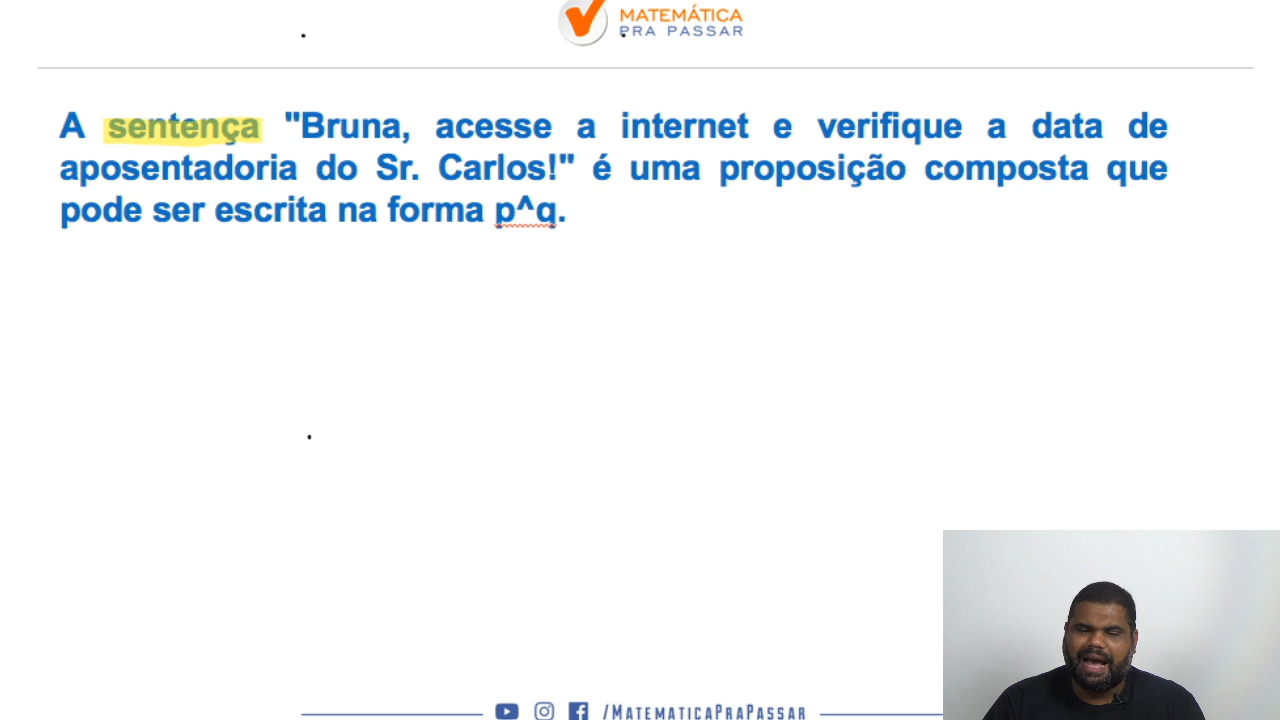 MATEMÁTICA
PRA PASSAR
A sentença "Bruna, acesse a internet e verifique a data de
aposentadoria do Sr. Carlos!" é uma proposição composta que
pode ser escrita na forma p^q.
/MATEMATICAPRAPASSAR